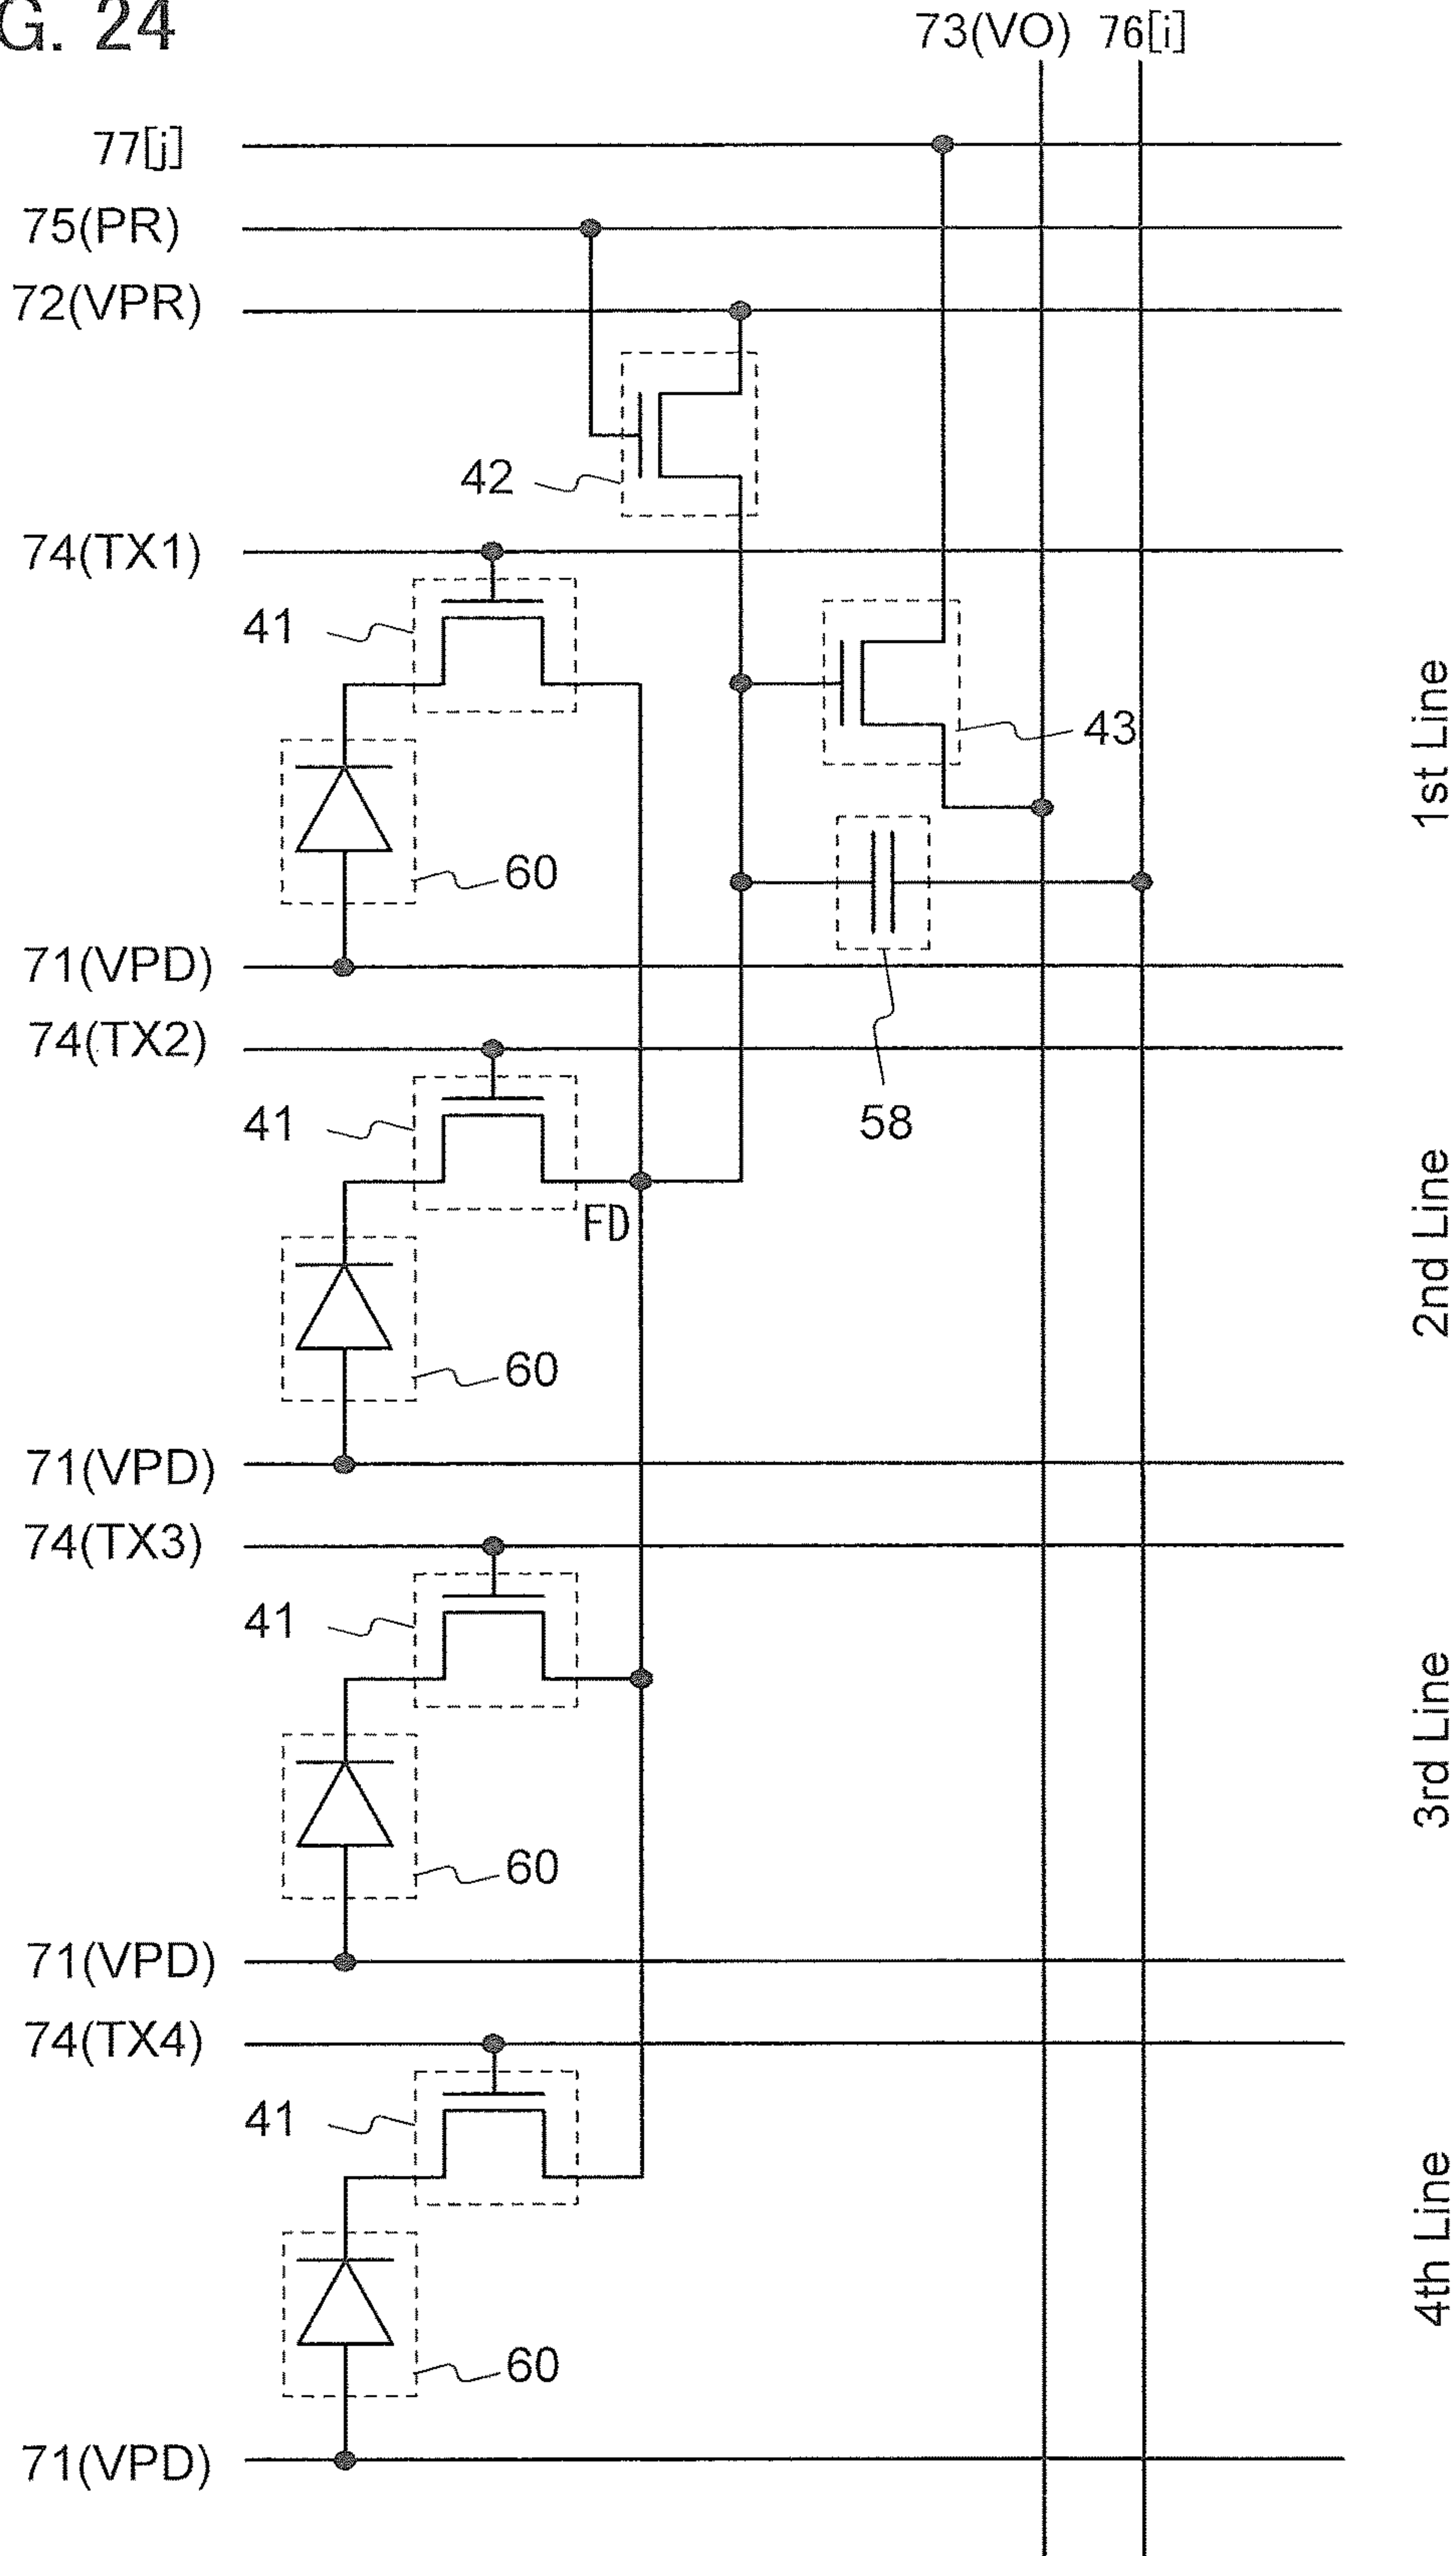 G. 24
73(VO) 76[i]
77[j]
75(PR)
72(VPR)
42
74(TX1)
41
43
60
71(VPD)
1st Line
74(TX2)
41
58
FD
60
71(VPD)
2nd Line
74(TX3)
41
60
71(VPD)
3rd Line
74(TX4)
41
60
71(VPD)
4th Line